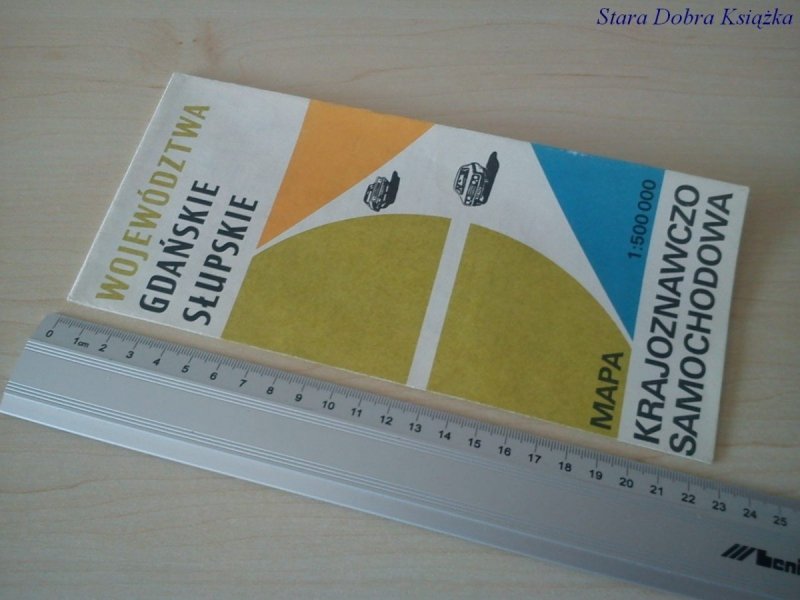 Stara Dobra Książka
WOJEWÓDZTWA
GDAŃSKIE
SŁUPSKIE
1:500 000
MAPA
KRAJOZNAWCZO
SAMOCHODOWA
0 1cm 2 3 4 5 6 7 8 9 10 11 12 13 14 15 16 17 18 19 20 21 22 23 24 25